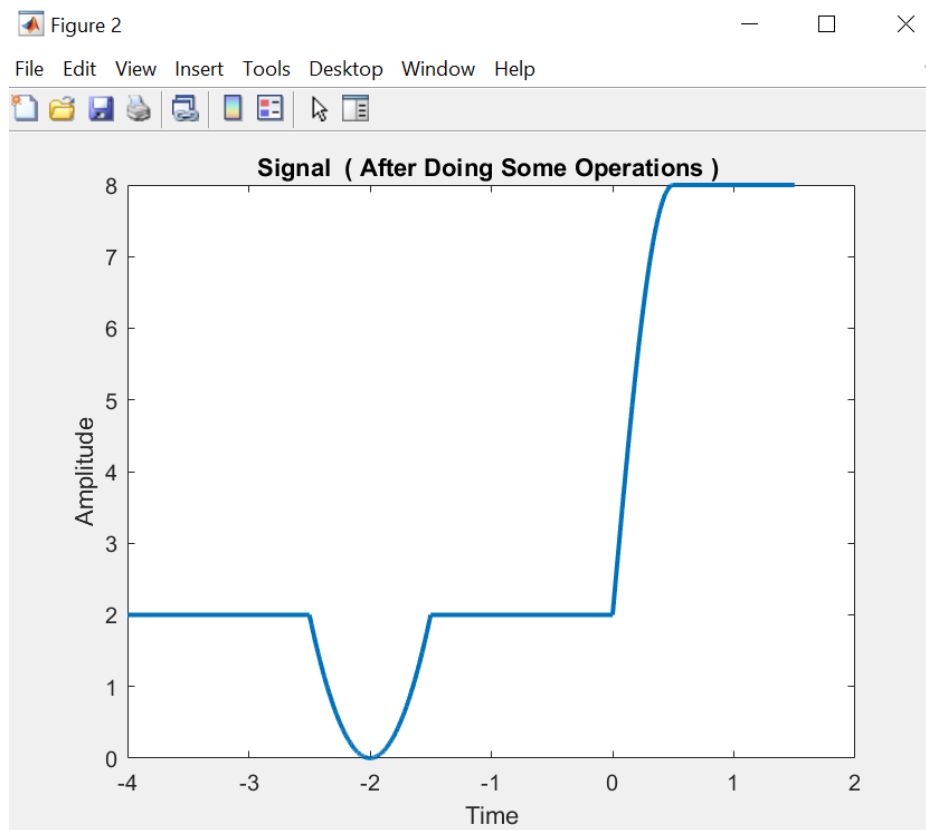 Figure 2
File Edit View Insert Tools Desktop Window Help
Signal ( After Doing Some Operations )
8
7
6
5
4
3
2
1
0
Amplitude
-4 -3 -2 -1 0 1 2
Time